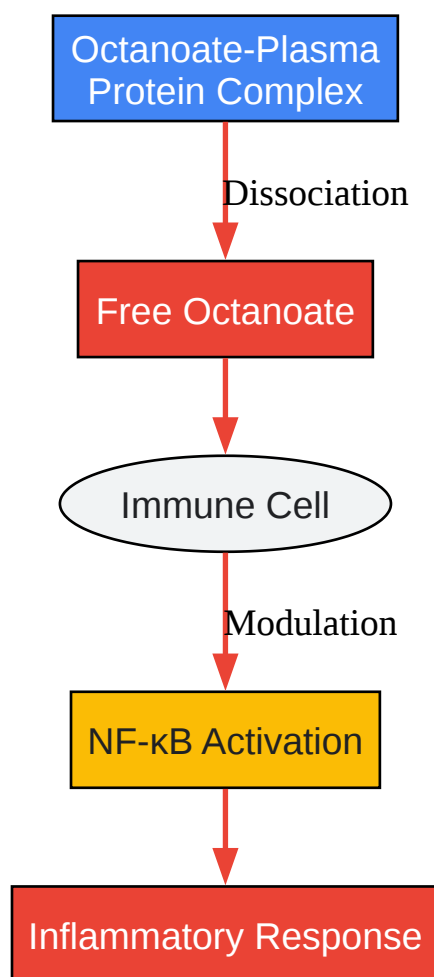 Octanoate-Plasma
Protein Complex
Dissociation
Free Octanoate
Immune Cell
Modulation
NF-κB Activation
Inflammatory Response